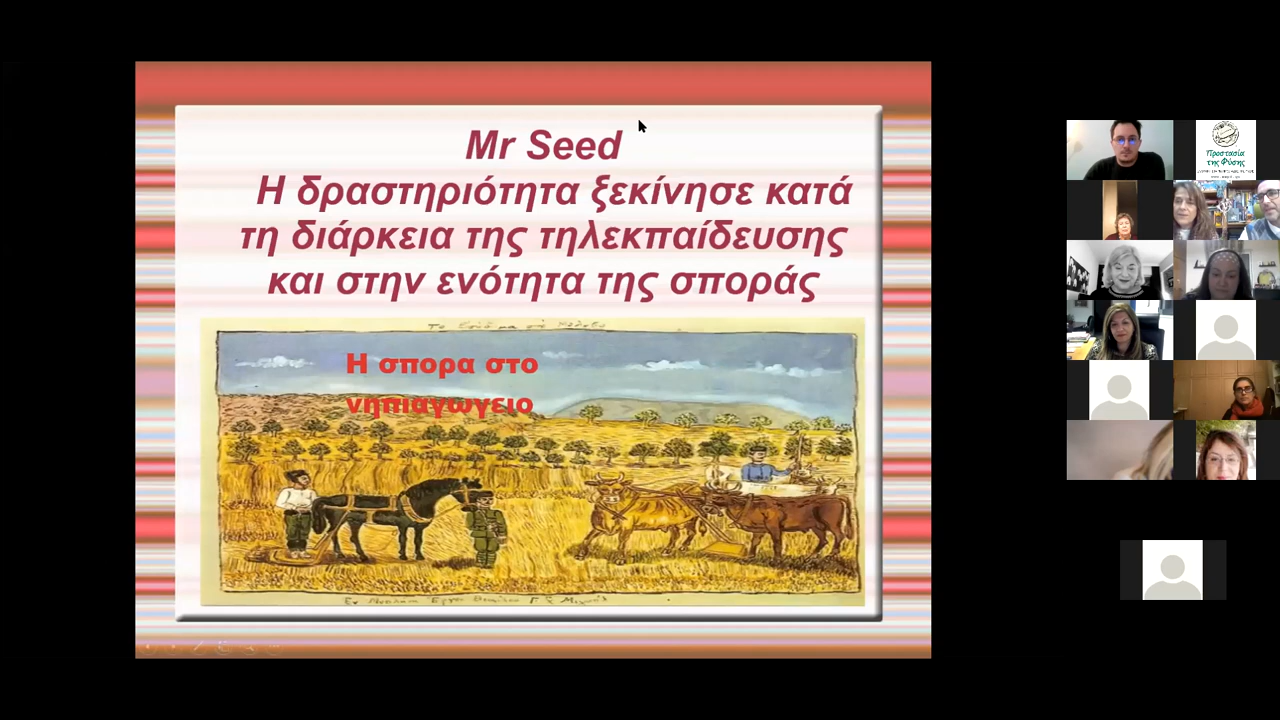 Mr Seed
Η δραστηριότητα ξεκίνησε κατά
τη διάρκεια της τηλεκπαίδευσης
και στην ενότητα της σποράς
Η σπορα στο
νηπιαγωγειο
Προστασία
της Φύσης